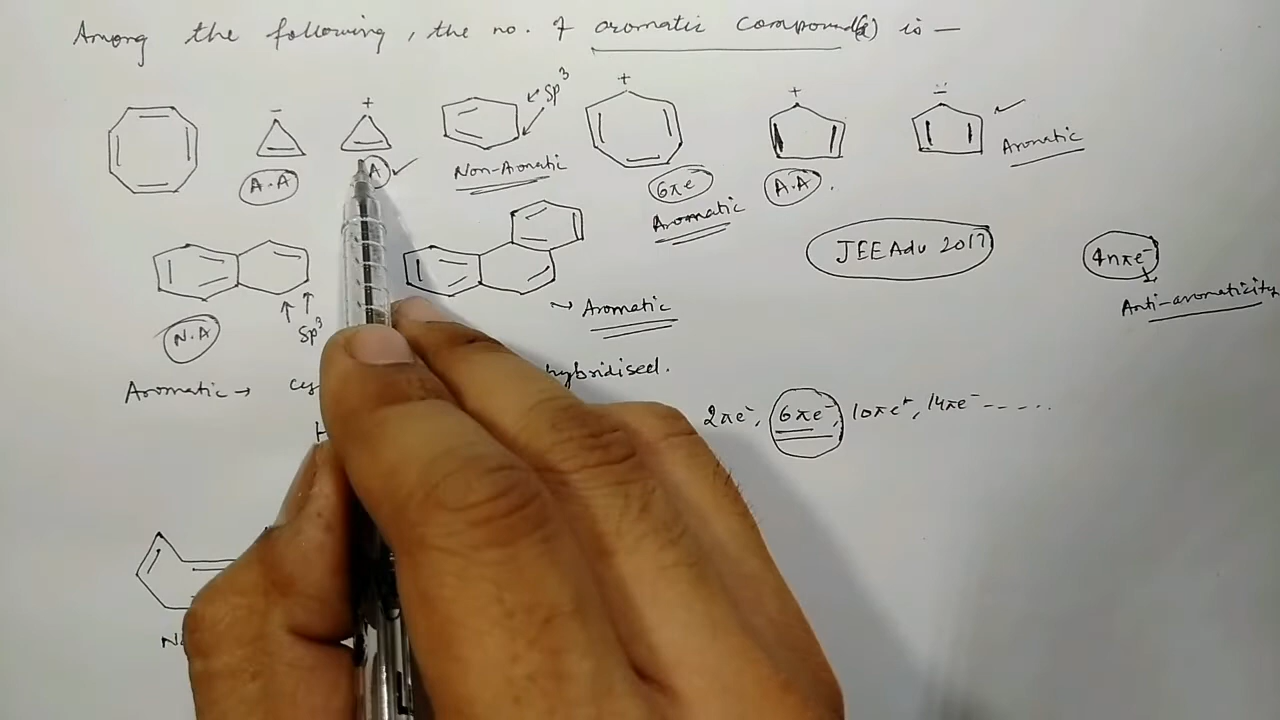 Among the following, the no. of aromatic compound(s) is —
+ sp³
- + + =
A.A
A ✓
Non-Aromatic
6πe
Aromatic
A.A.
✓ Aromatic
JEE Adv 2017
4nπe⁻
Anti-aromaticity
N.A
sp³
Aromatic
Aromatic →
hybridised.
2πe⁻, 6πe⁻, 10πe⁻, 14πe⁻ -----..